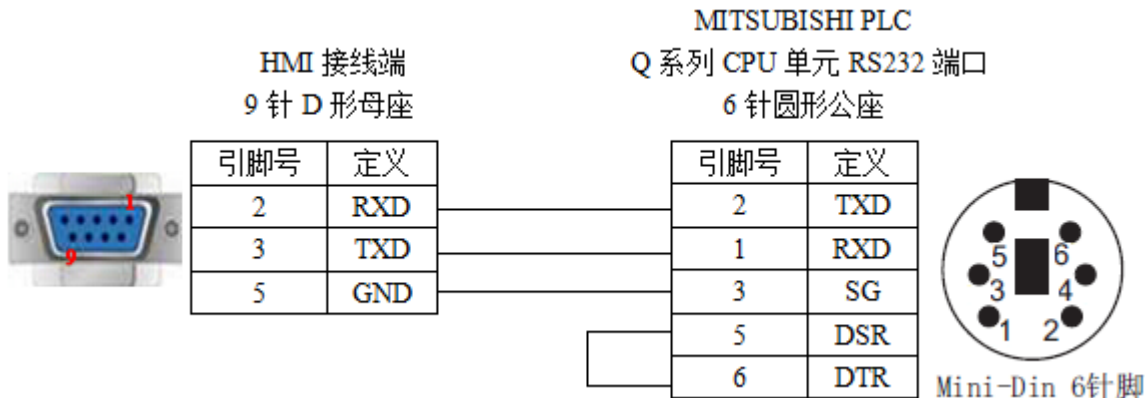 MITSUBISHI PLC
HMI 接线端
Q 系列 CPU 单元 RS232 端口
9 针 D 形母座
6 针圆形公座
引脚号 定义
2 RXD
3 TXD
5 GND
引脚号 定义
2 TXD
1 RXD
3 SG
5 DSR
6 DTR
1
9
5 6
3 4
1 2
Mini-Din 6针脚